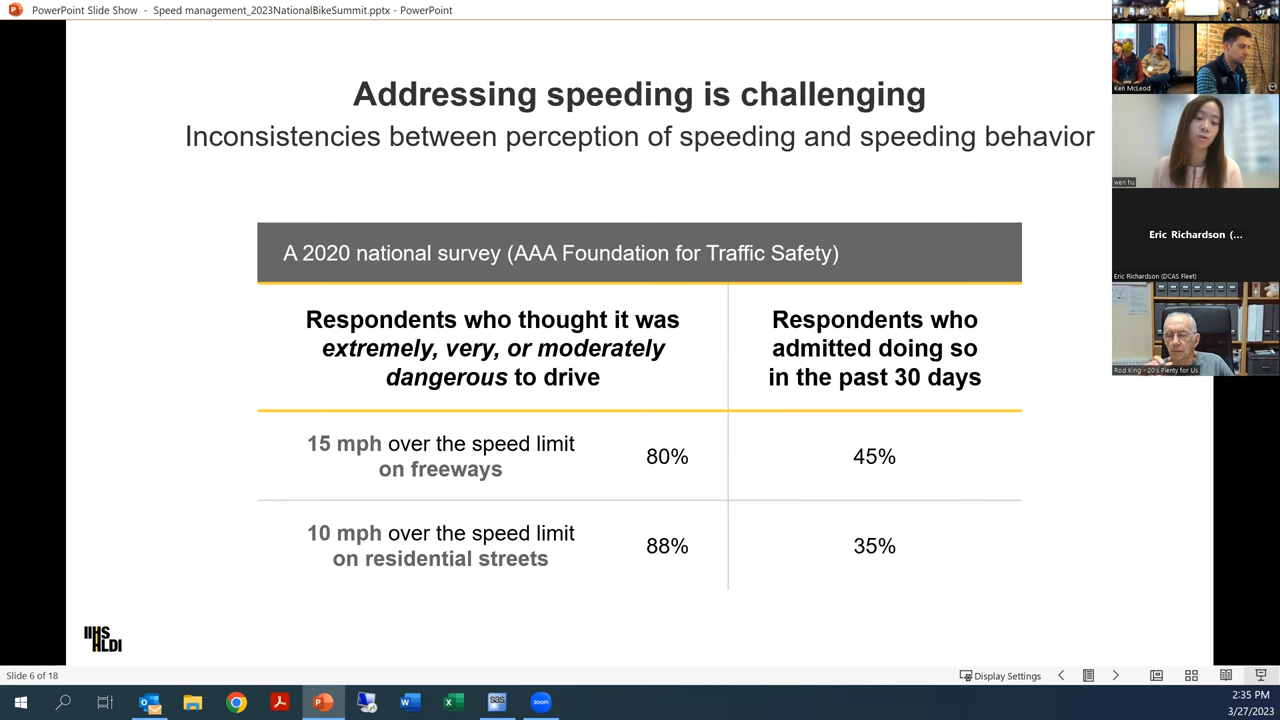 PowerPoint Slide Show - Speed management_2023NationalBikeSummit.pptx - PowerPoint
Addressing speeding is challenging
Inconsistencies between perception of speeding and speeding behavior
A 2020 national survey (AAA Foundation for Traffic Safety)
Respondents who thought it was
extremely, very, or moderately
dangerous to drive
Respondents who
admitted doing so
in the past 30 days
15 mph over the speed limit
on freeways
80%
45%
10 mph over the speed limit
on residential streets
88%
35%
IIHS
HLDI
Ken McLeod
wen hu
Eric Richardson (...
Eric Richardson (DCAS Fleet)
Rod King - 20's Plenty for Us
Slide 6 of 18
Display Settings
sas
zoom
2:35 PM
3/27/2023